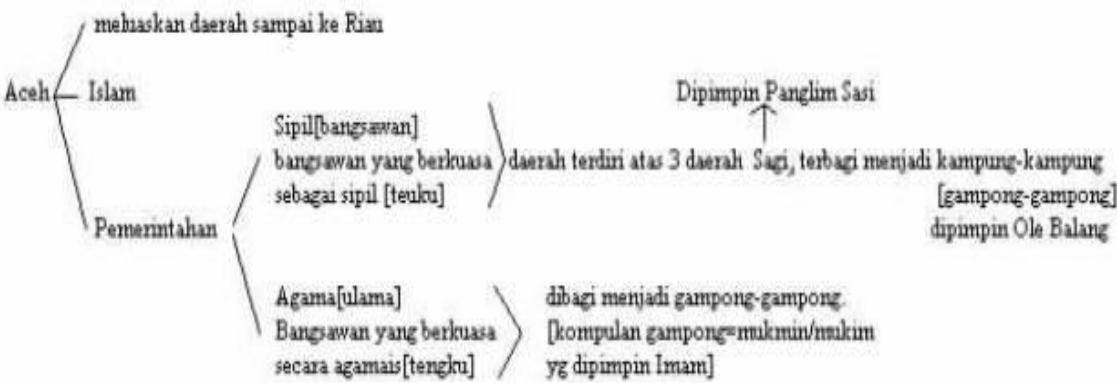 meluaskan daerah sampai ke Riau
Aceh
Islam
Dipimpin Panglim Sasi
Sipil[bangsawan]
bangsawan yang berkuasa
sebagai sipil [teuku]
daerah terdiri atas 3 daerah Sagi, terbagi menjadi kampung-kampung
[gampong-gampong]
dipimpin Ole Balang
Pemerintahan
Agama[ulama]
Bangsawan yang berkuasa
secara agamais[tengku]
dibagi menjadi gampong-gampong.
[kompulan gampong=mukmin/mukim
yg dipimpin Imam]